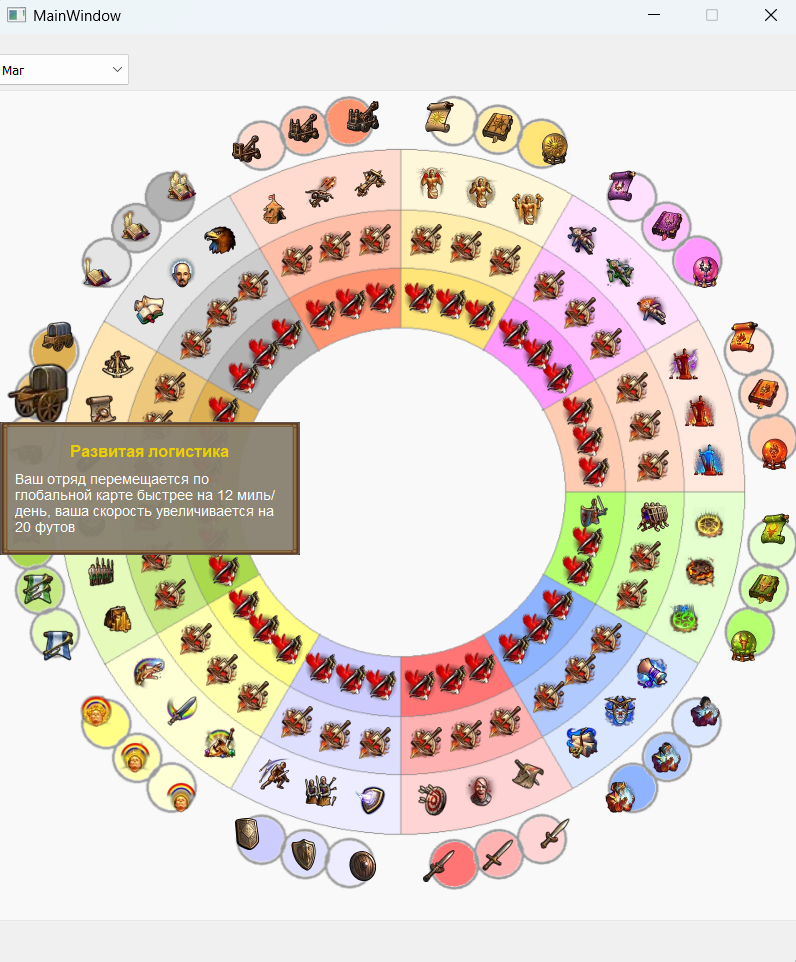 MainWindow
Маг
Развитая логистика
Ваш отряд перемещается по
глобальной карте быстрее на 12 миль/
день, ваша скорость увеличивается на
20 футов